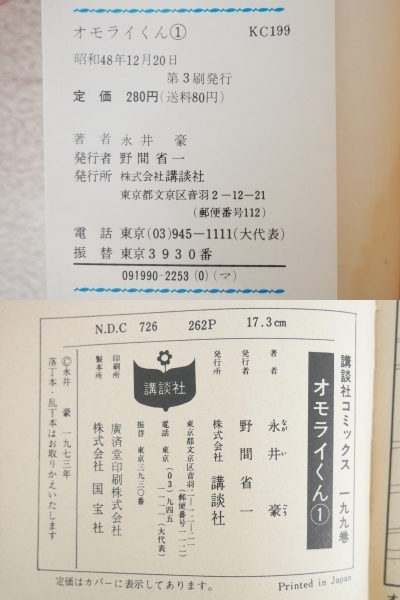 オモライくん① KC199
昭和48年12月20日
第3刷発行
定価 280円(送料80円)
著者 永井 豪
発行者 野間省一
発行所 株式会社講談社
東京都文京区音羽2-12-21
(郵便番号112)
電話 東京(03)945-1111(大代表)
振替 東京3930番
091990-2253(0)(マ)
N.D.C 726 262P 17.3cm
講談社コミックス 一九九巻
オモライくん①
著者 永井 豪
なが い ごう
発行者 野間省一
発行所 株式会社 講談社
東京都文京区音羽二-一二-二一
(郵便番号一一二)
電話 東京(03)九四五
一一一一(大代表)
振替 東京三九三〇番
講談社
印刷所 廣済堂印刷株式会社
製本所 株式会社 国宝社
©永井 豪 一九七三年
落丁本・乱丁本はお取りかえいたします
定価はカバーに表示してあります。 Printed in Japan